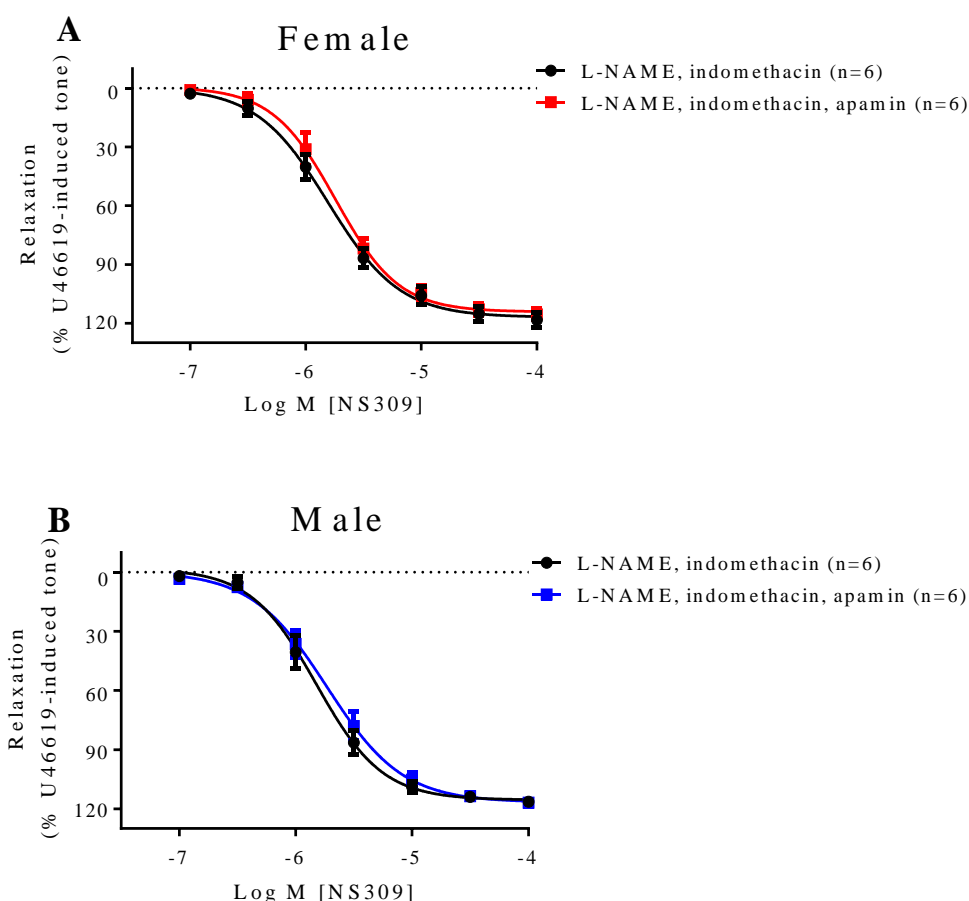 A
Female
L-NAME, indomethacin (n=6)
L-NAME, indomethacin, apamin (n=6)
Relaxation
(% U46619-induced tone)
0
30
60
90
120
-7
-6
-5
-4
Log M [NS309]
B
Male
L-NAME, indomethacin (n=6)
L-NAME, indomethacin, apamin (n=6)
Relaxation
(% U46619-induced tone)
0
30
60
90
120
-7
-6
-5
-4
Log M [NS309]